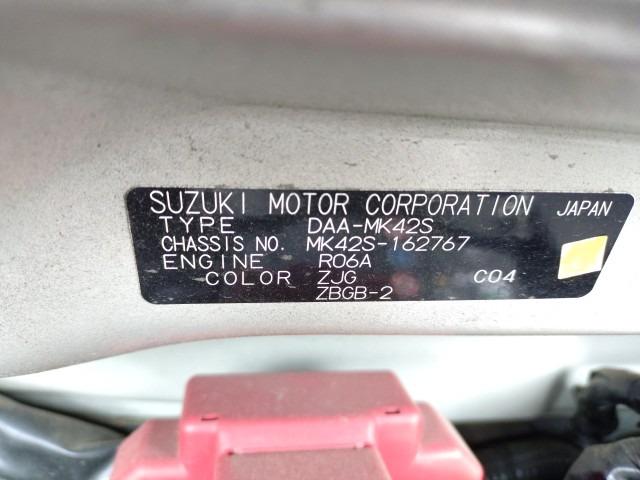 SUZUKI MOTOR CORPORATION JAPAN
TYPE DAA-MK42S
CHASSIS NO. MK42S-162767
ENGINE R06A
COLOR ZJG C04
ZBGB-2